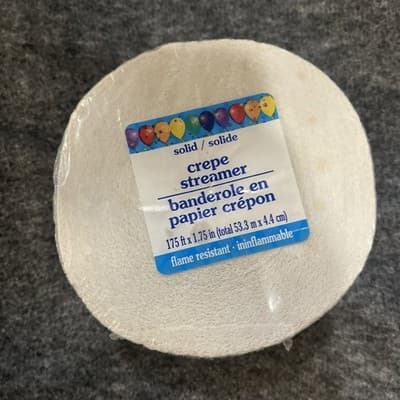 solid / solide
crepe
streamer
banderole en
papier crépon
175 ft x 1.75 in (total 53.3 m x 4.4 cm)
flame resistant · ininflammable